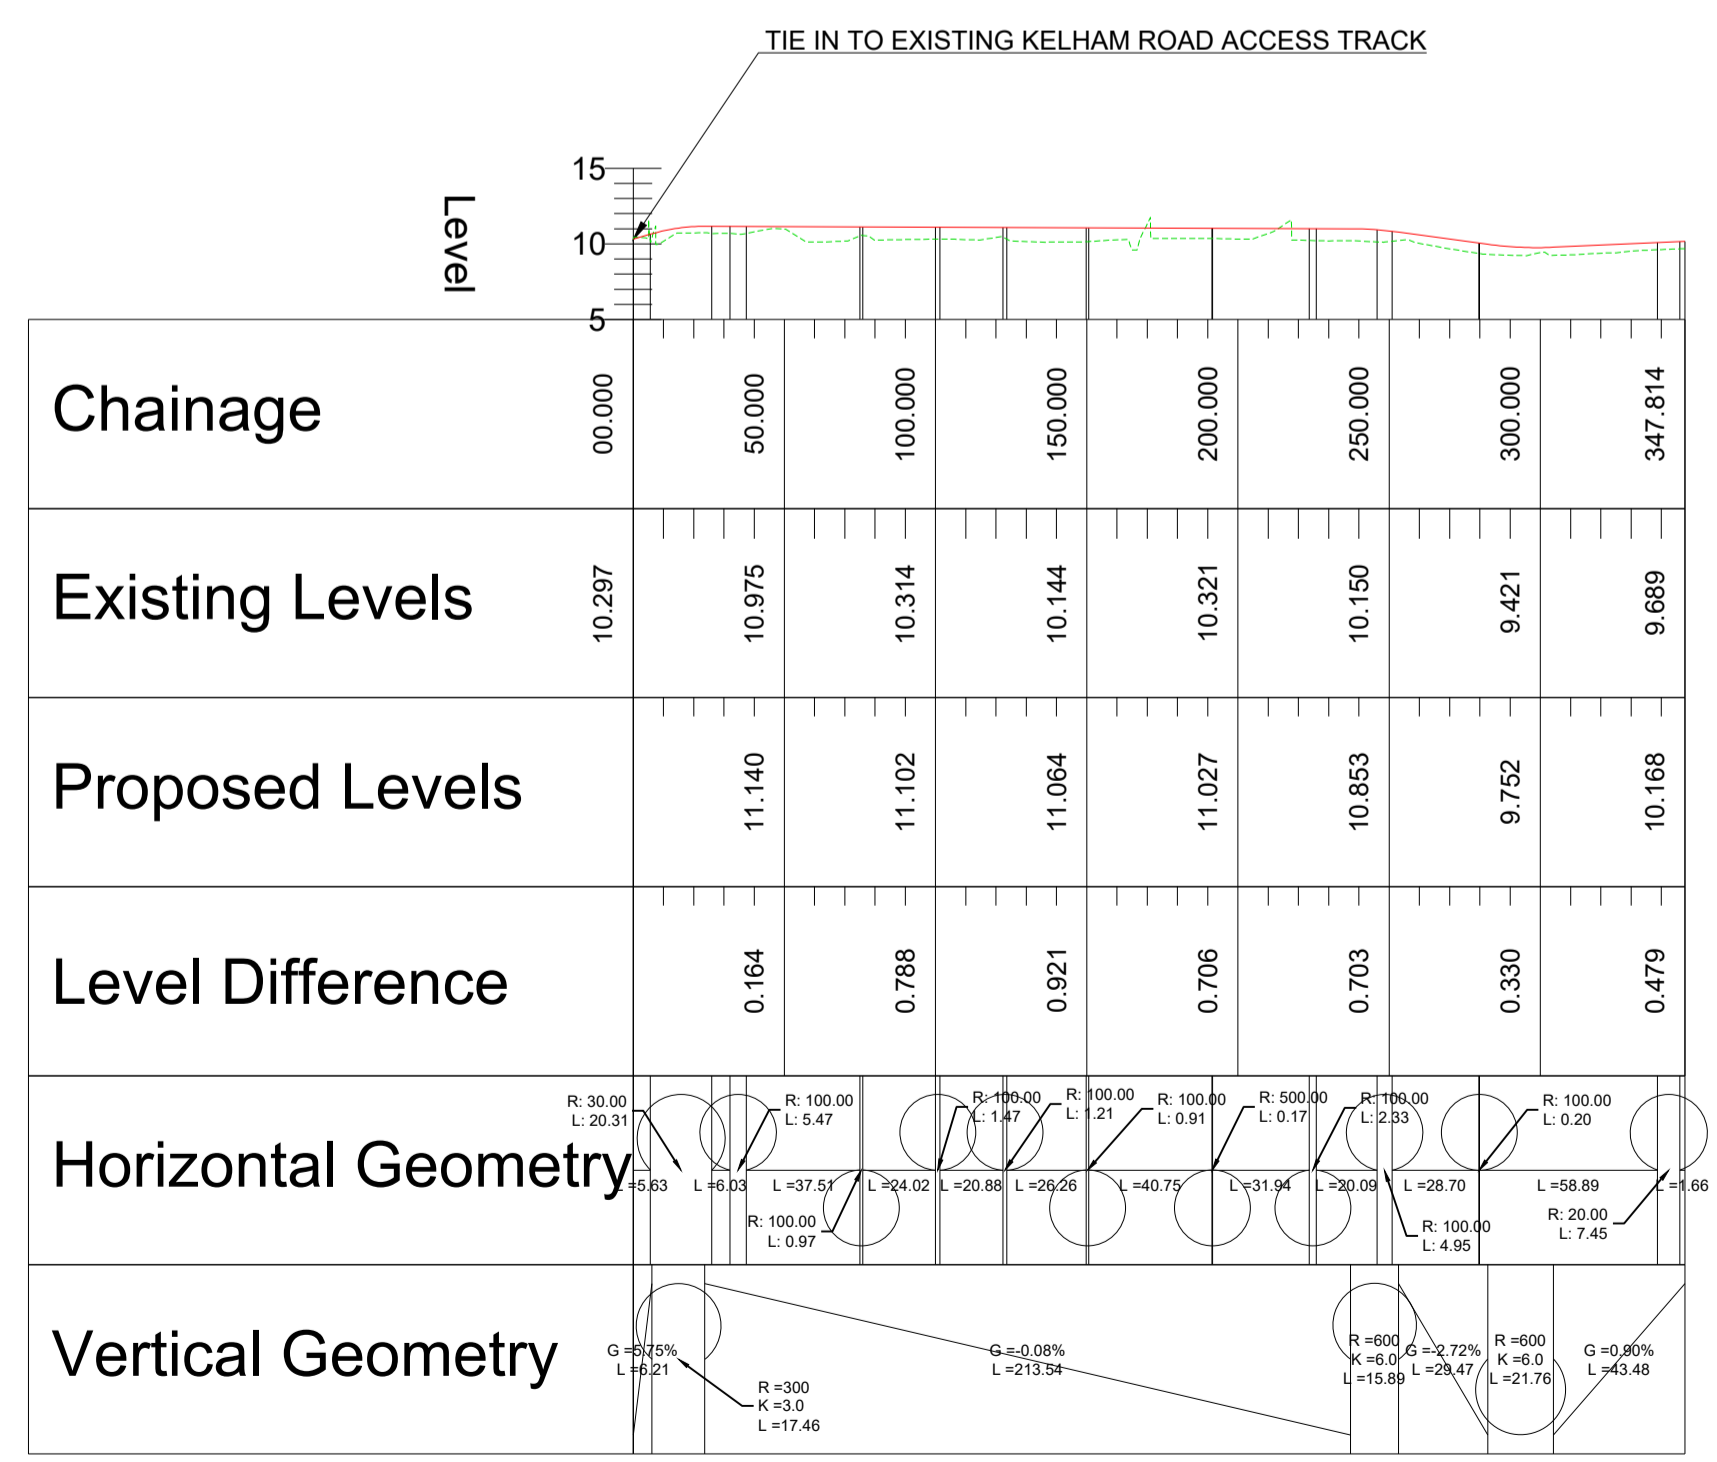 TIE IN TO EXISTING KELHAM ROAD ACCESS TRACK
Level
15
10
5
Chainage
00.000
50.000
100.000
150.000
200.000
250.000
300.000
347.814
Existing Levels
10.297
10.975
10.314
10.144
10.321
10.150
9.421
9.689
Proposed Levels
11.140
11.102
11.064
11.027
10.853
9.752
10.168
Level Difference
0.164
0.788
0.921
0.706
0.703
0.330
0.479
Horizontal Geometry
R: 30.00
L: 20.31
R: 100.00
L: 5.47
R: 100.00
L: 1.47
R: 100.00
L: 1.21
R: 100.00
L: 0.91
R: 500.00
L: 0.17
R: 100.00
L: 2.33
R: 100.00
L: 0.20
L =5.63
L =6.03
L =37.51
L =24.02
L =20.88
L =26.26
L =40.75
L =31.94
L =20.09
L =28.70
L =58.89
L =1.66
R: 100.00
L: 0.97
R: 100.00
L: 4.95
R: 20.00
L: 7.45
Vertical Geometry
G =5.75%
L =6.21
R =300
K =3.0
L =17.46
G =-0.08%
L =213.54
R =600
K =6.0
L =15.89
G =-2.72%
L =29.47
R =600
K =6.0
L =21.76
G =0.90%
L =43.48